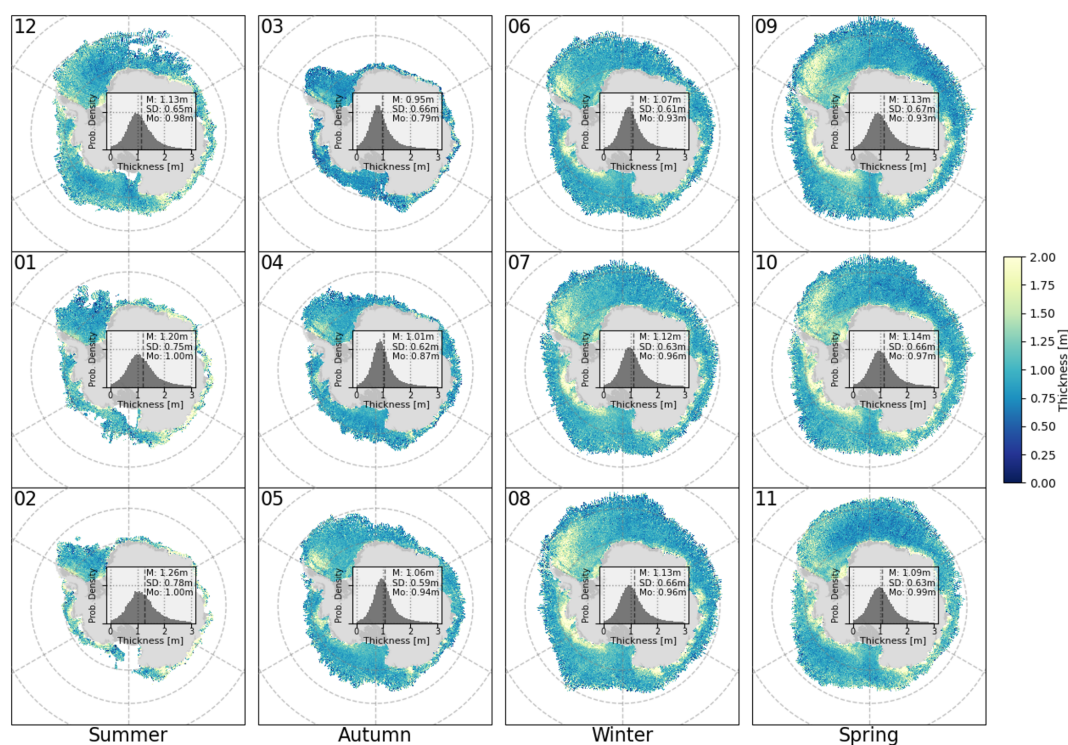 12
M: 1.13m
SD: 0.65m
Mo: 0.98m
Prob. Density
0 1 2 3
Thickness [m]
03
M: 0.95m
SD: 0.66m
Mo: 0.79m
Prob. Density
0 1 2 3
Thickness [m]
06
M: 1.07m
SD: 0.61m
Mo: 0.93m
Prob. Density
0 1 2 3
Thickness [m]
09
M: 1.13m
SD: 0.67m
Mo: 0.93m
Prob. Density
0 1 2 3
Thickness [m]
01
M: 1.20m
SD: 0.75m
Mo: 1.00m
Prob. Density
0 1 2 3
Thickness [m]
04
M: 1.01m
SD: 0.62m
Mo: 0.87m
Prob. Density
0 1 2 3
Thickness [m]
07
M: 1.12m
SD: 0.63m
Mo: 0.96m
Prob. Density
0 1 2 3
Thickness [m]
10
M: 1.14m
SD: 0.66m
Mo: 0.97m
Prob. Density
0 1 2 3
Thickness [m]
02
M: 1.26m
SD: 0.78m
Mo: 1.00m
Prob. Density
0 1 2 3
Thickness [m]
05
M: 1.06m
SD: 0.59m
Mo: 0.94m
Prob. Density
0 1 2 3
Thickness [m]
08
M: 1.13m
SD: 0.66m
Mo: 0.96m
Prob. Density
0 1 2 3
Thickness [m]
11
M: 1.09m
SD: 0.63m
Mo: 0.99m
Prob. Density
0 1 2 3
Thickness [m]
Summer
Autumn
Winter
Spring
2.00
1.75
1.50
1.25
1.00
0.75
0.50
0.25
0.00
Thickness [m]